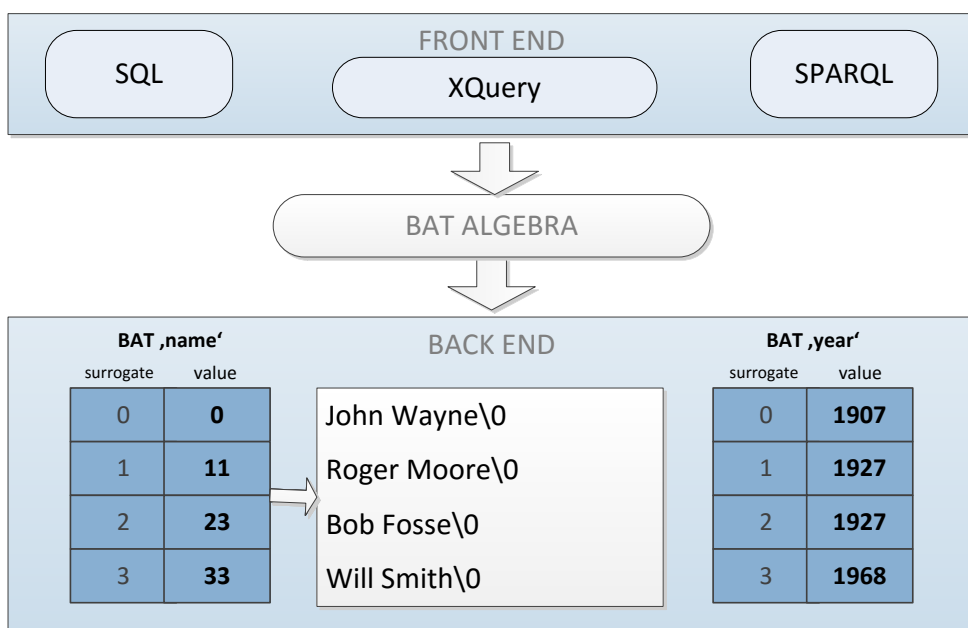 FRONT END
SQL
XQuery
SPARQL
BAT ALGEBRA
BACK END
BAT ‚name‘
surrogate value
0 0
1 11
2 23
3 33
John Wayne\0
Roger Moore\0
Bob Fosse\0
Will Smith\0
BAT ‚year‘
surrogate value
0 1907
1 1927
2 1927
3 1968